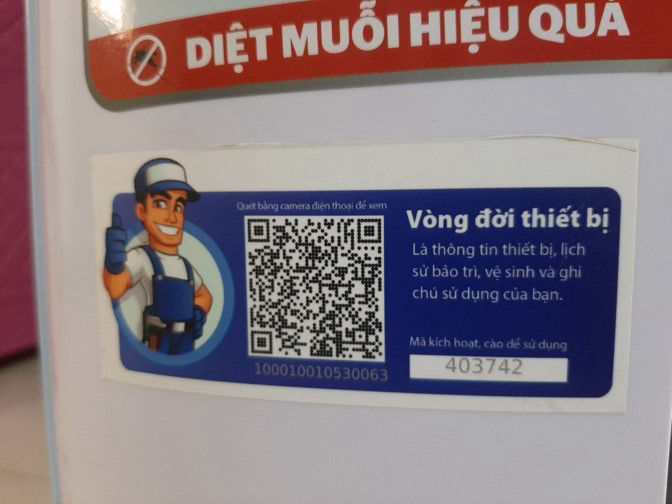 DIỆT MUỖI HIỆU QUẢ
Quét bằng camera điện thoại để xem
100010010530063
Vòng đời thiết bị
Là thông tin thiết bị, lịch
sử bảo trì, vệ sinh và ghi
chú sử dụng của bạn.
Mã kích hoạt, cào để sử dụng
403742